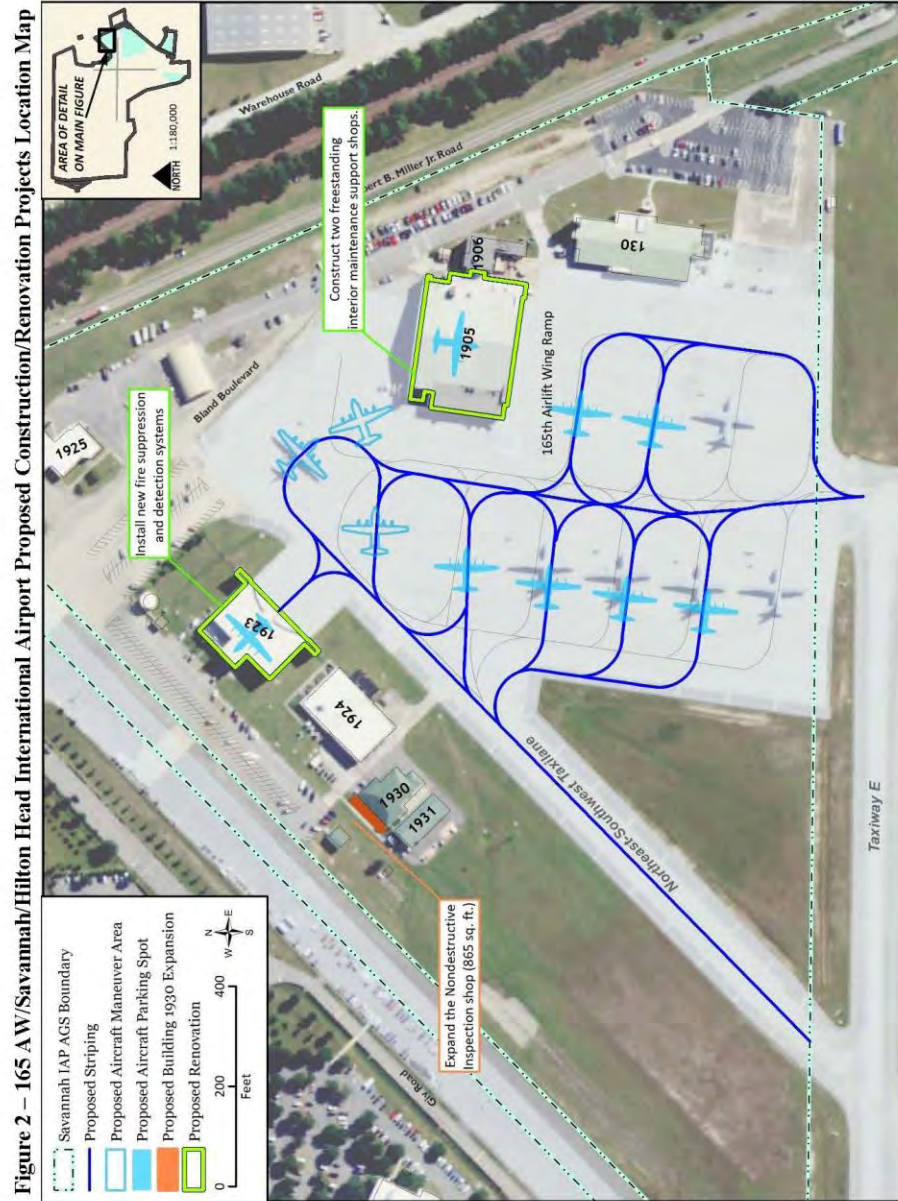 Figure 2 – 165 AW/Savannah/Hilton Head International Airport Proposed Construction/Renovation Projects Location Map
Savannah IAP AGS Boundary
Proposed Striping
Proposed Aircraft Maneuver Area
Proposed Aircraft Parking Spot
Proposed Building 1930 Expansion
Proposed Renovation
0 200 400
Feet
N
W E
S
AREA OF DETAIL
ON MAIN FIGURE
NORTH 1:180,000
Install new fire suppression
and detection systems
Construct two freestanding
interior maintenance support shops.
Expand the Nondestructive
Inspection shop (865 sq. ft.)
Warehouse Road
bert B. Miller Jr. Road
Bland Boulevard
1925
1923
1924
1930
1931
1905
1906
130
165th Airlift Wing Ramp
Northeast-Southwest Taxilane
Taxiway E